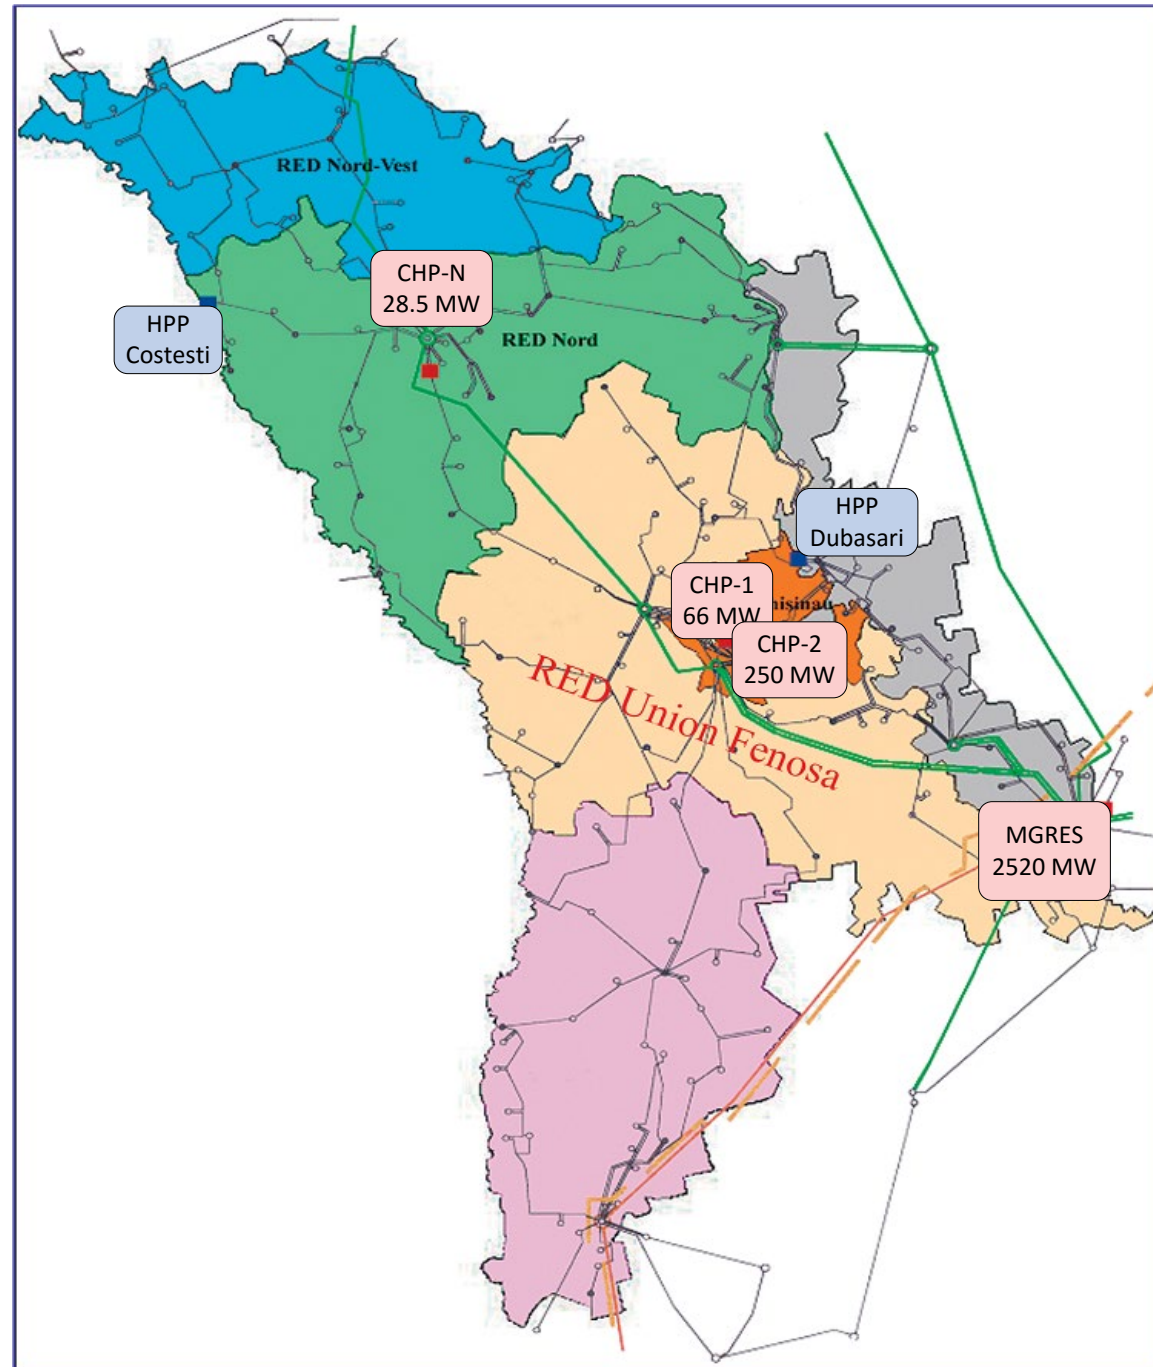 RED Nord-Vest
CHP-N
28.5 MW
HPP
Costesti
RED Nord
HPP
Dubasari
CHP-1
66 MW
CHP-2
250 MW
RED Union Fenosa
MGRES
2520 MW